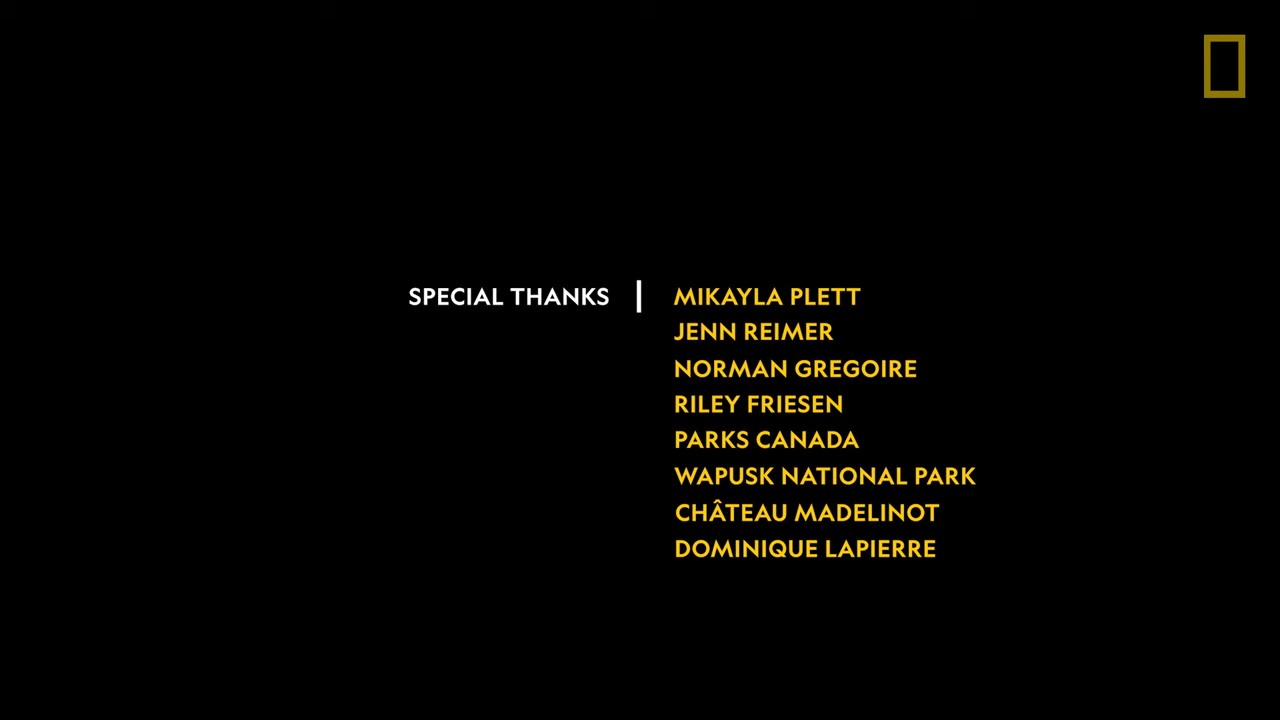 SPECIAL THANKS | MIKAYLA PLETT
JENN REIMER
NORMAN GREGOIRE
RILEY FRIESEN
PARKS CANADA
WAPUSK NATIONAL PARK
CHÂTEAU MADELINOT
DOMINIQUE LAPIERRE